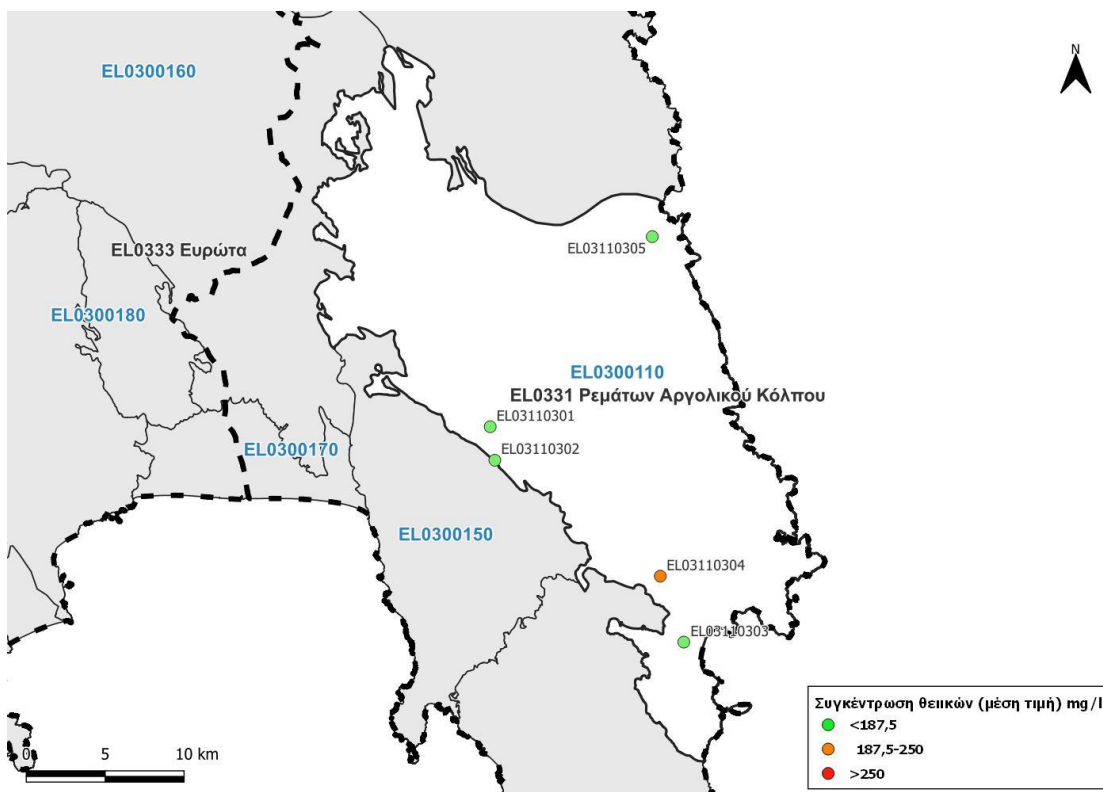 EL0300160
N
EL0333 Ευρώτα
EL03110305
EL0300180
EL0300110
EL0331 Ρεμάτων Αργολικού Κόλπου
EL03110301
EL03110302
EL0300170
EL0300150
EL03110304
EL03110303
Συγκέντρωση θειικών (μέση τιμή) mg/l
<187,5
187,5-250
>250
0 5 10 km